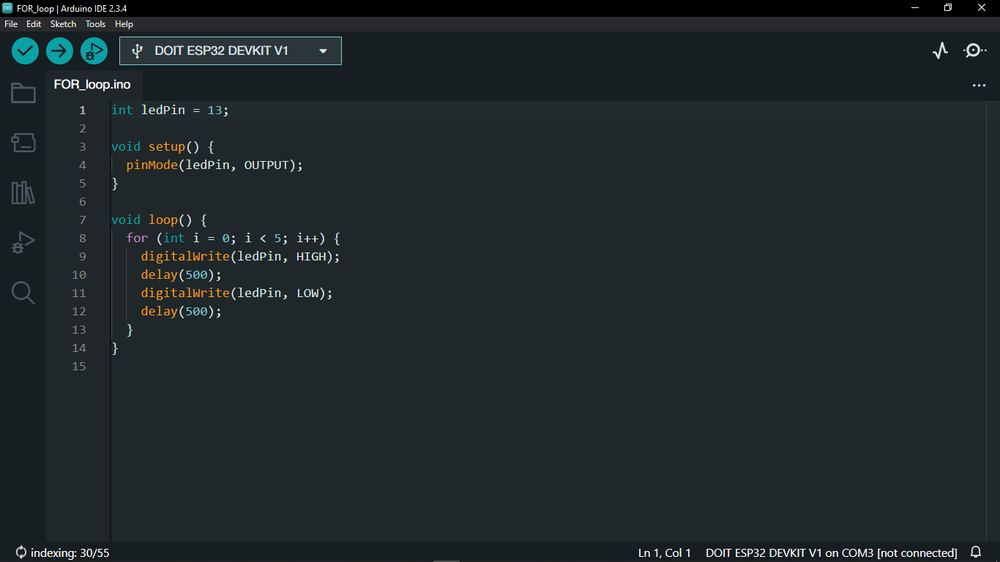 FOR_loop | Arduino IDE 2.3.4
File Edit Sketch Tools Help
DOIT ESP32 DEVKIT V1
FOR_loop.ino
1 int ledPin = 13;
2
3 void setup() {
4 pinMode(ledPin, OUTPUT);
5 }
6
7 void loop() {
8 for (int i = 0; i < 5; i++) {
9 digitalWrite(ledPin, HIGH);
10 delay(500);
11 digitalWrite(ledPin, LOW);
12 delay(500);
13 }
14 }
15
indexing: 30/55 Ln 1, Col 1 DOIT ESP32 DEVKIT V1 on COM3 [not connected]